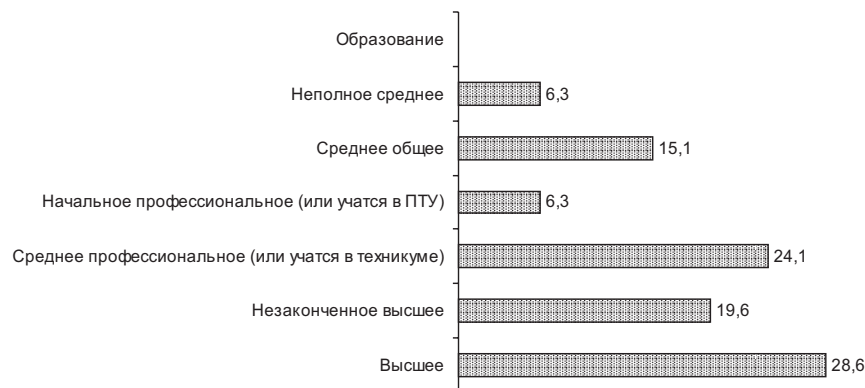 Образование
Неполное среднее 6,3
Среднее общее 15,1
Начальное профессиональное (или учатся в ПТУ) 6,3
Среднее профессиональное (или учатся в техникуме) 24,1
Незаконченное высшее 19,6
Высшее 28,6